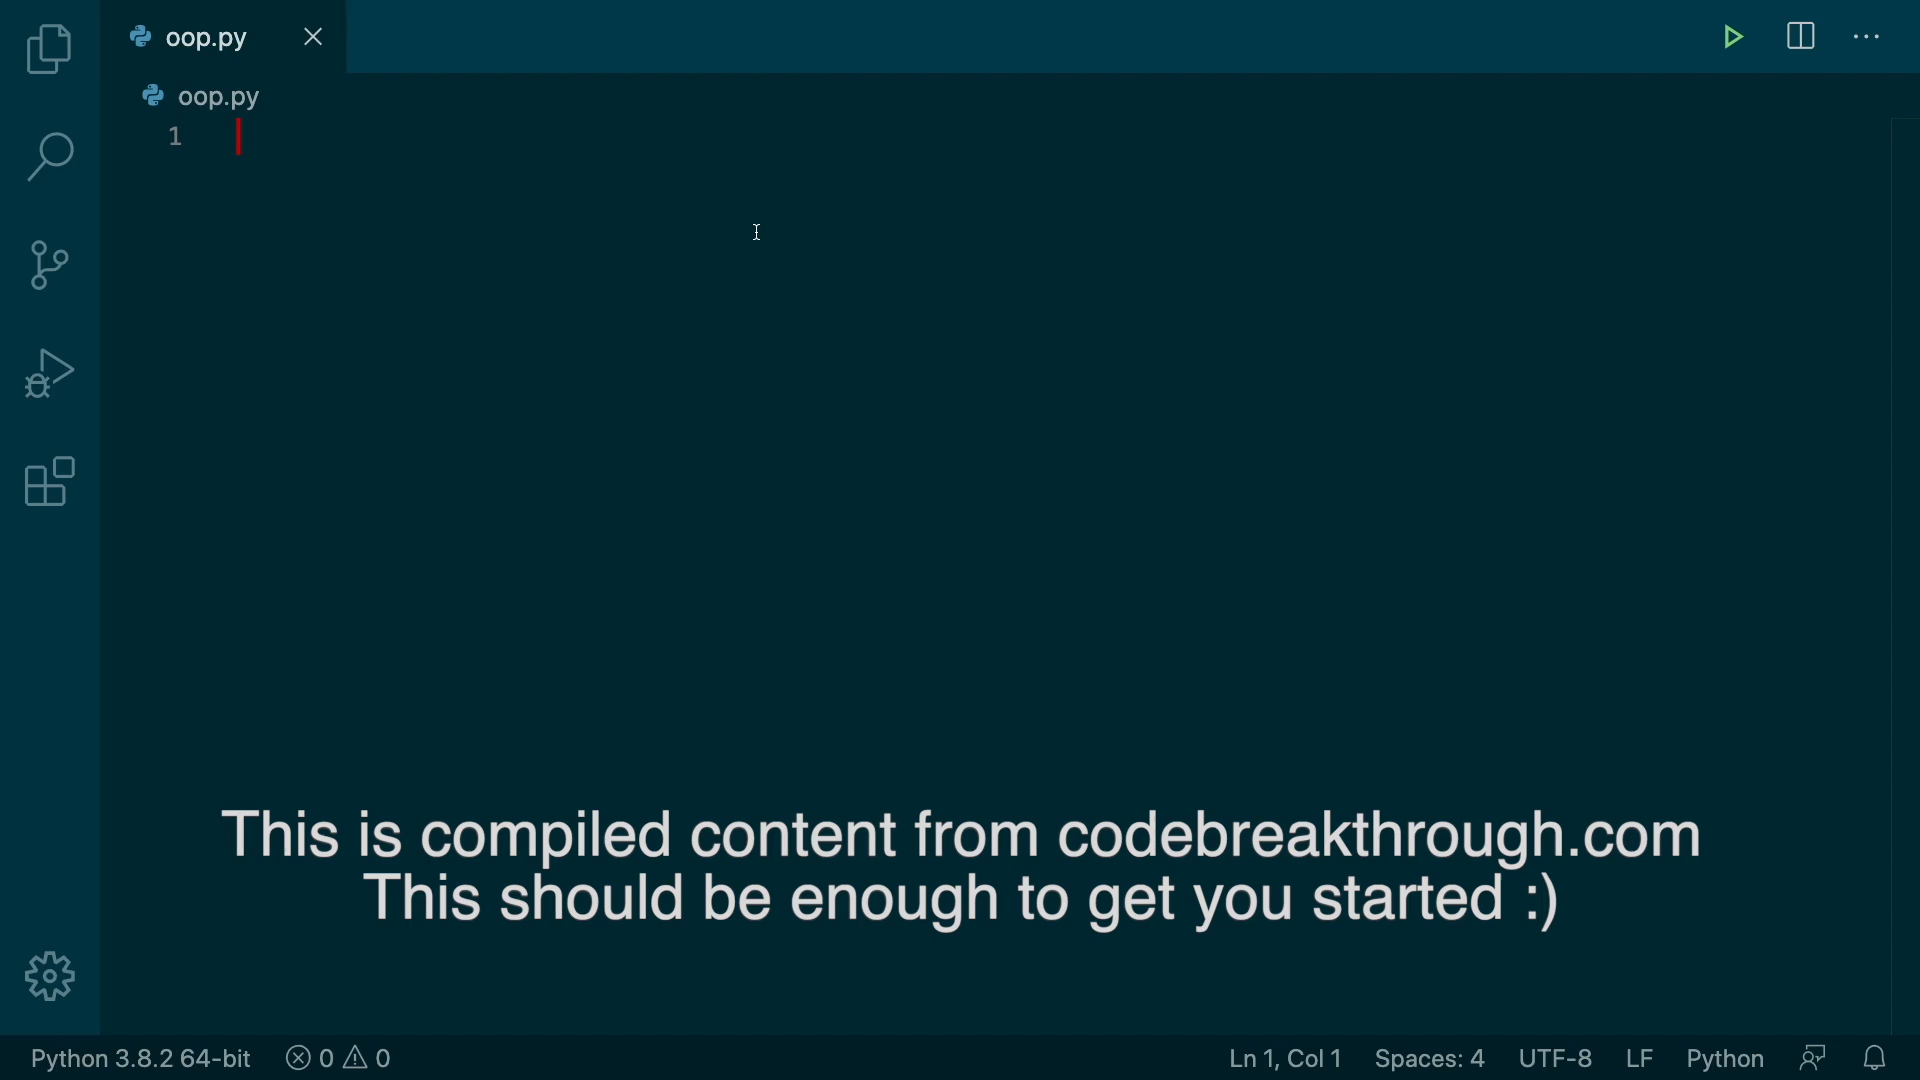 oop.py
oop.py
1
This is compiled content from codebreakthrough.com
This should be enough to get you started :)
Python 3.8.2 64-bit 0 0 Ln 1, Col 1 Spaces: 4 UTF-8 LF Python